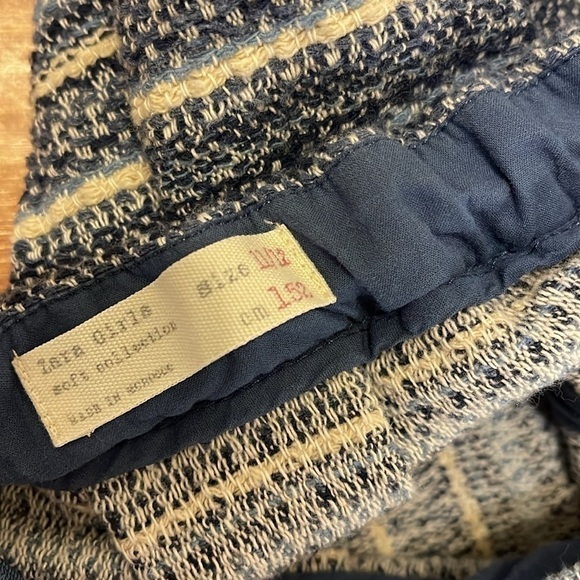 Zara Girls
soft collection
MADE IN MOROCCO
size 11/12
cm 152